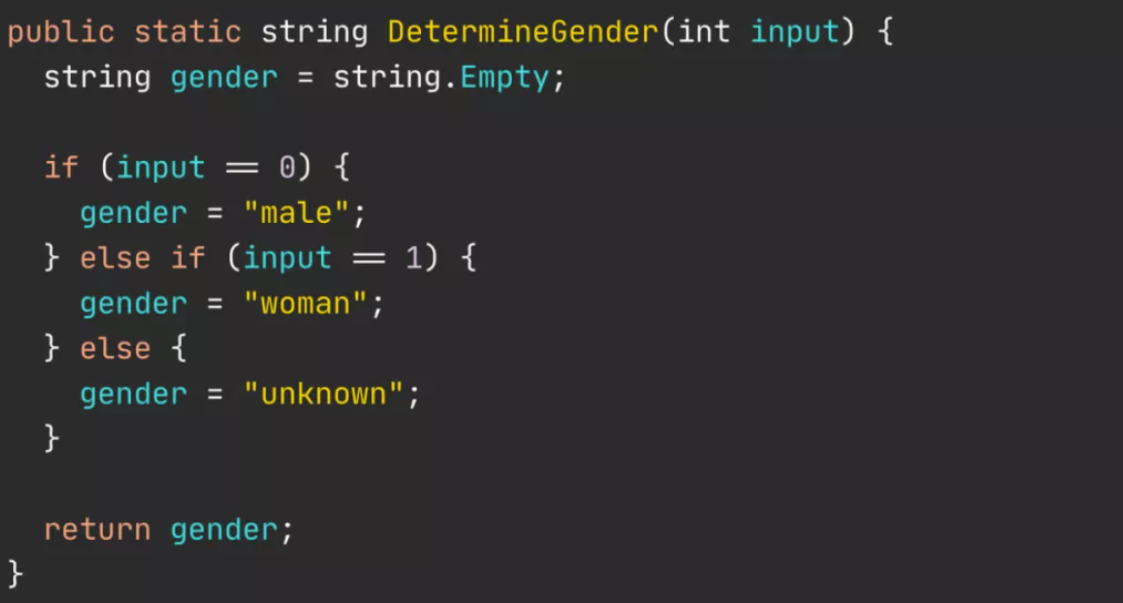 public static string DetermineGender(int input) {
  string gender = string.Empty;

  if (input == 0) {
    gender = "male";
  } else if (input == 1) {
    gender = "woman";
  } else {
    gender = "unknown";
  }

  return gender;
}